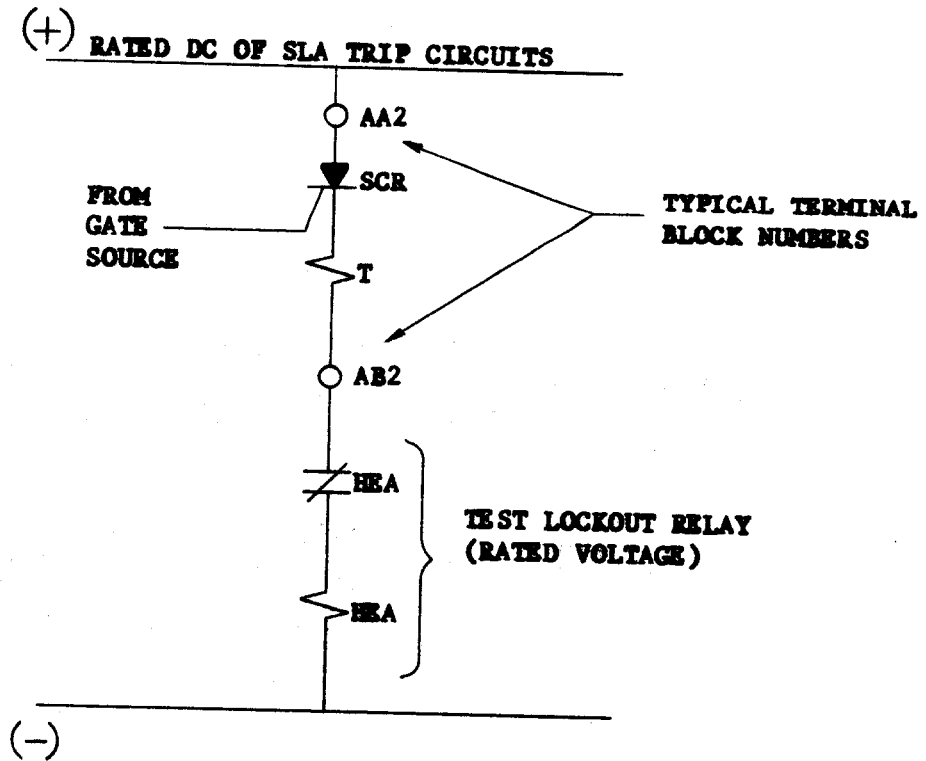 (+)
RATED DC OF SLA TRIP CIRCUITS
AA2
SCR
FROM
GATE
SOURCE
TYPICAL TERMINAL
BLOCK NUMBERS
T
AB2
HEA
TEST LOCKOUT RELAY
(RATED VOLTAGE)
HEA
(-)